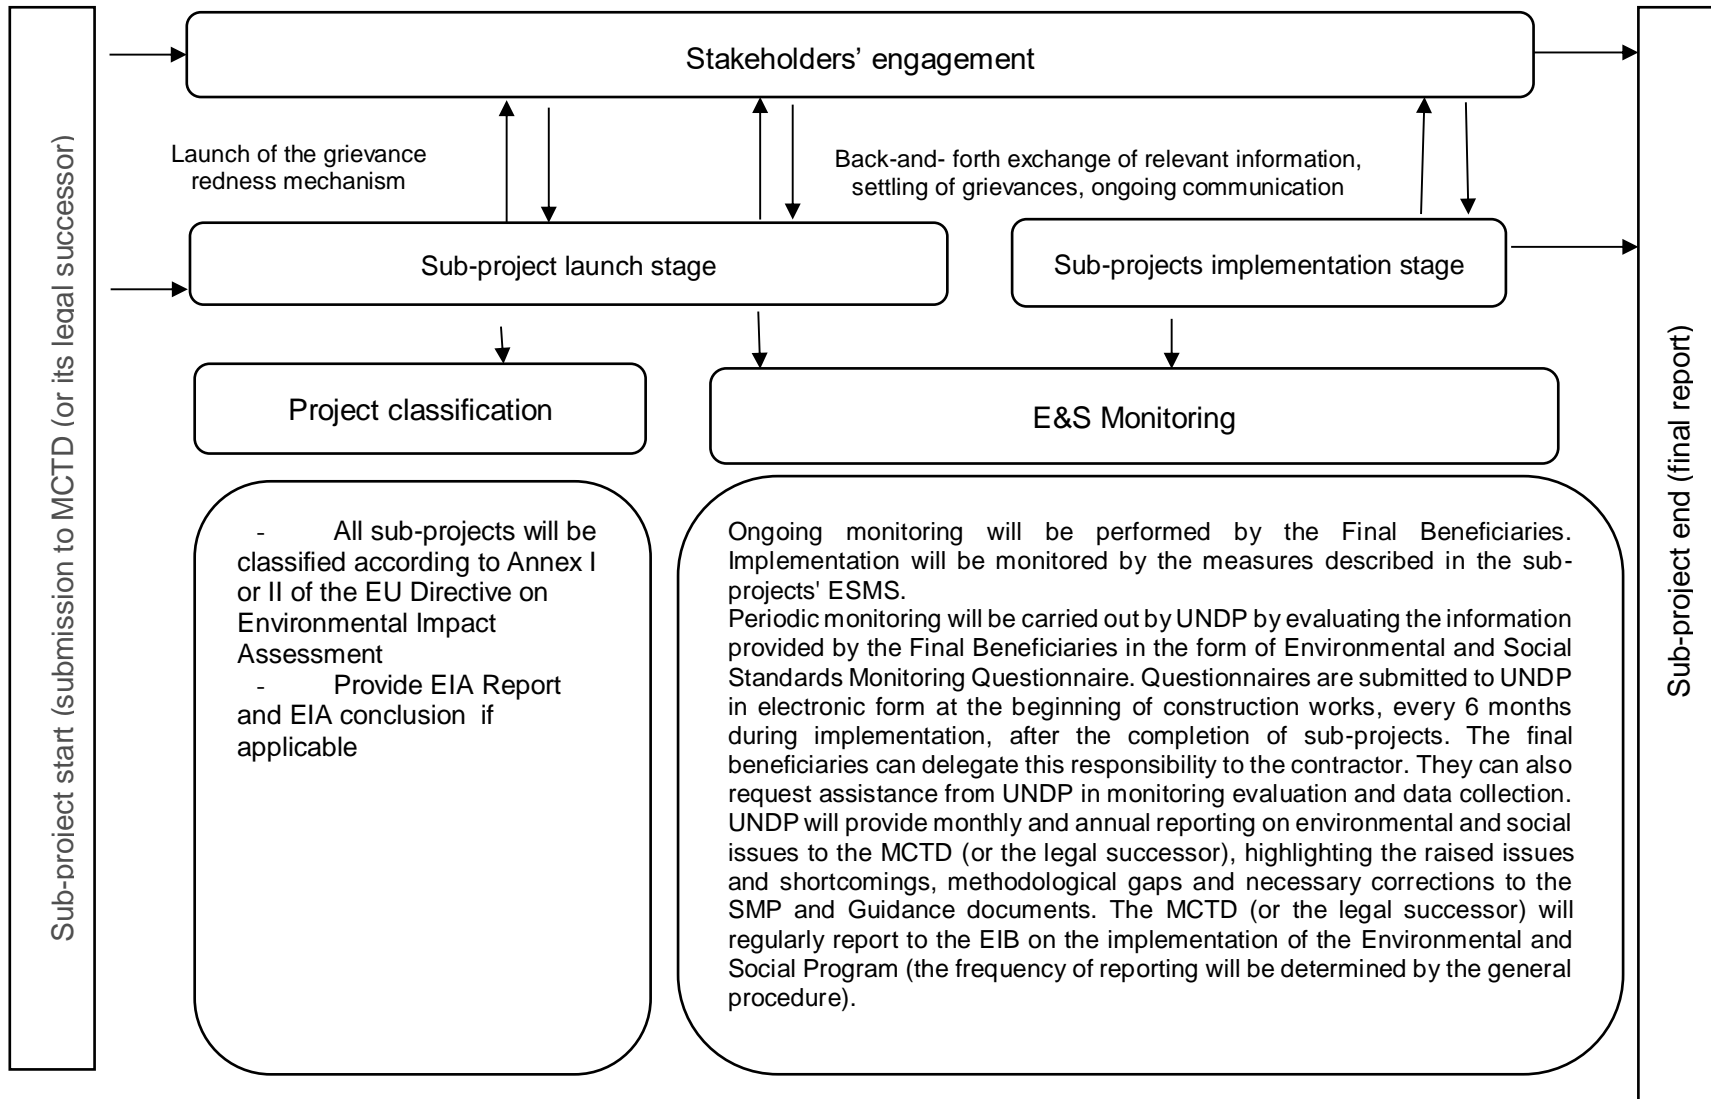 Sub-project start (submission to MCTD (or its legal successor)
Stakeholders’ engagement
Launch of the grievance
redness mechanism
Back-and- forth exchange of relevant information,
settling of grievances, ongoing communication
Sub-project launch stage
Sub-projects implementation stage
Project classification
E&S Monitoring
- All sub-projects will be
classified according to Annex I
or II of the EU Directive on
Environmental Impact
Assessment
- Provide EIA Report
and EIA conclusion if
applicable
Ongoing monitoring will be performed by the Final Beneficiaries.
Implementation will be monitored by the measures described in the sub-
projects' ESMS.
Periodic monitoring will be carried out by UNDP by evaluating the information
provided by the Final Beneficiaries in the form of Environmental and Social
Standards Monitoring Questionnaire. Questionnaires are submitted to UNDP
in electronic form at the beginning of construction works, every 6 months
during implementation, after the completion of sub-projects. The final
beneficiaries can delegate this responsibility to the contractor. They can also
request assistance from UNDP in monitoring evaluation and data collection.
UNDP will provide monthly and annual reporting on environmental and social
issues to the MCTD (or the legal successor), highlighting the raised issues
and shortcomings, methodological gaps and necessary corrections to the
SMP and Guidance documents. The MCTD (or the legal successor) will
regularly report to the EIB on the implementation of the Environmental and
Social Program (the frequency of reporting will be determined by the general
procedure).
Sub-project end (final report)